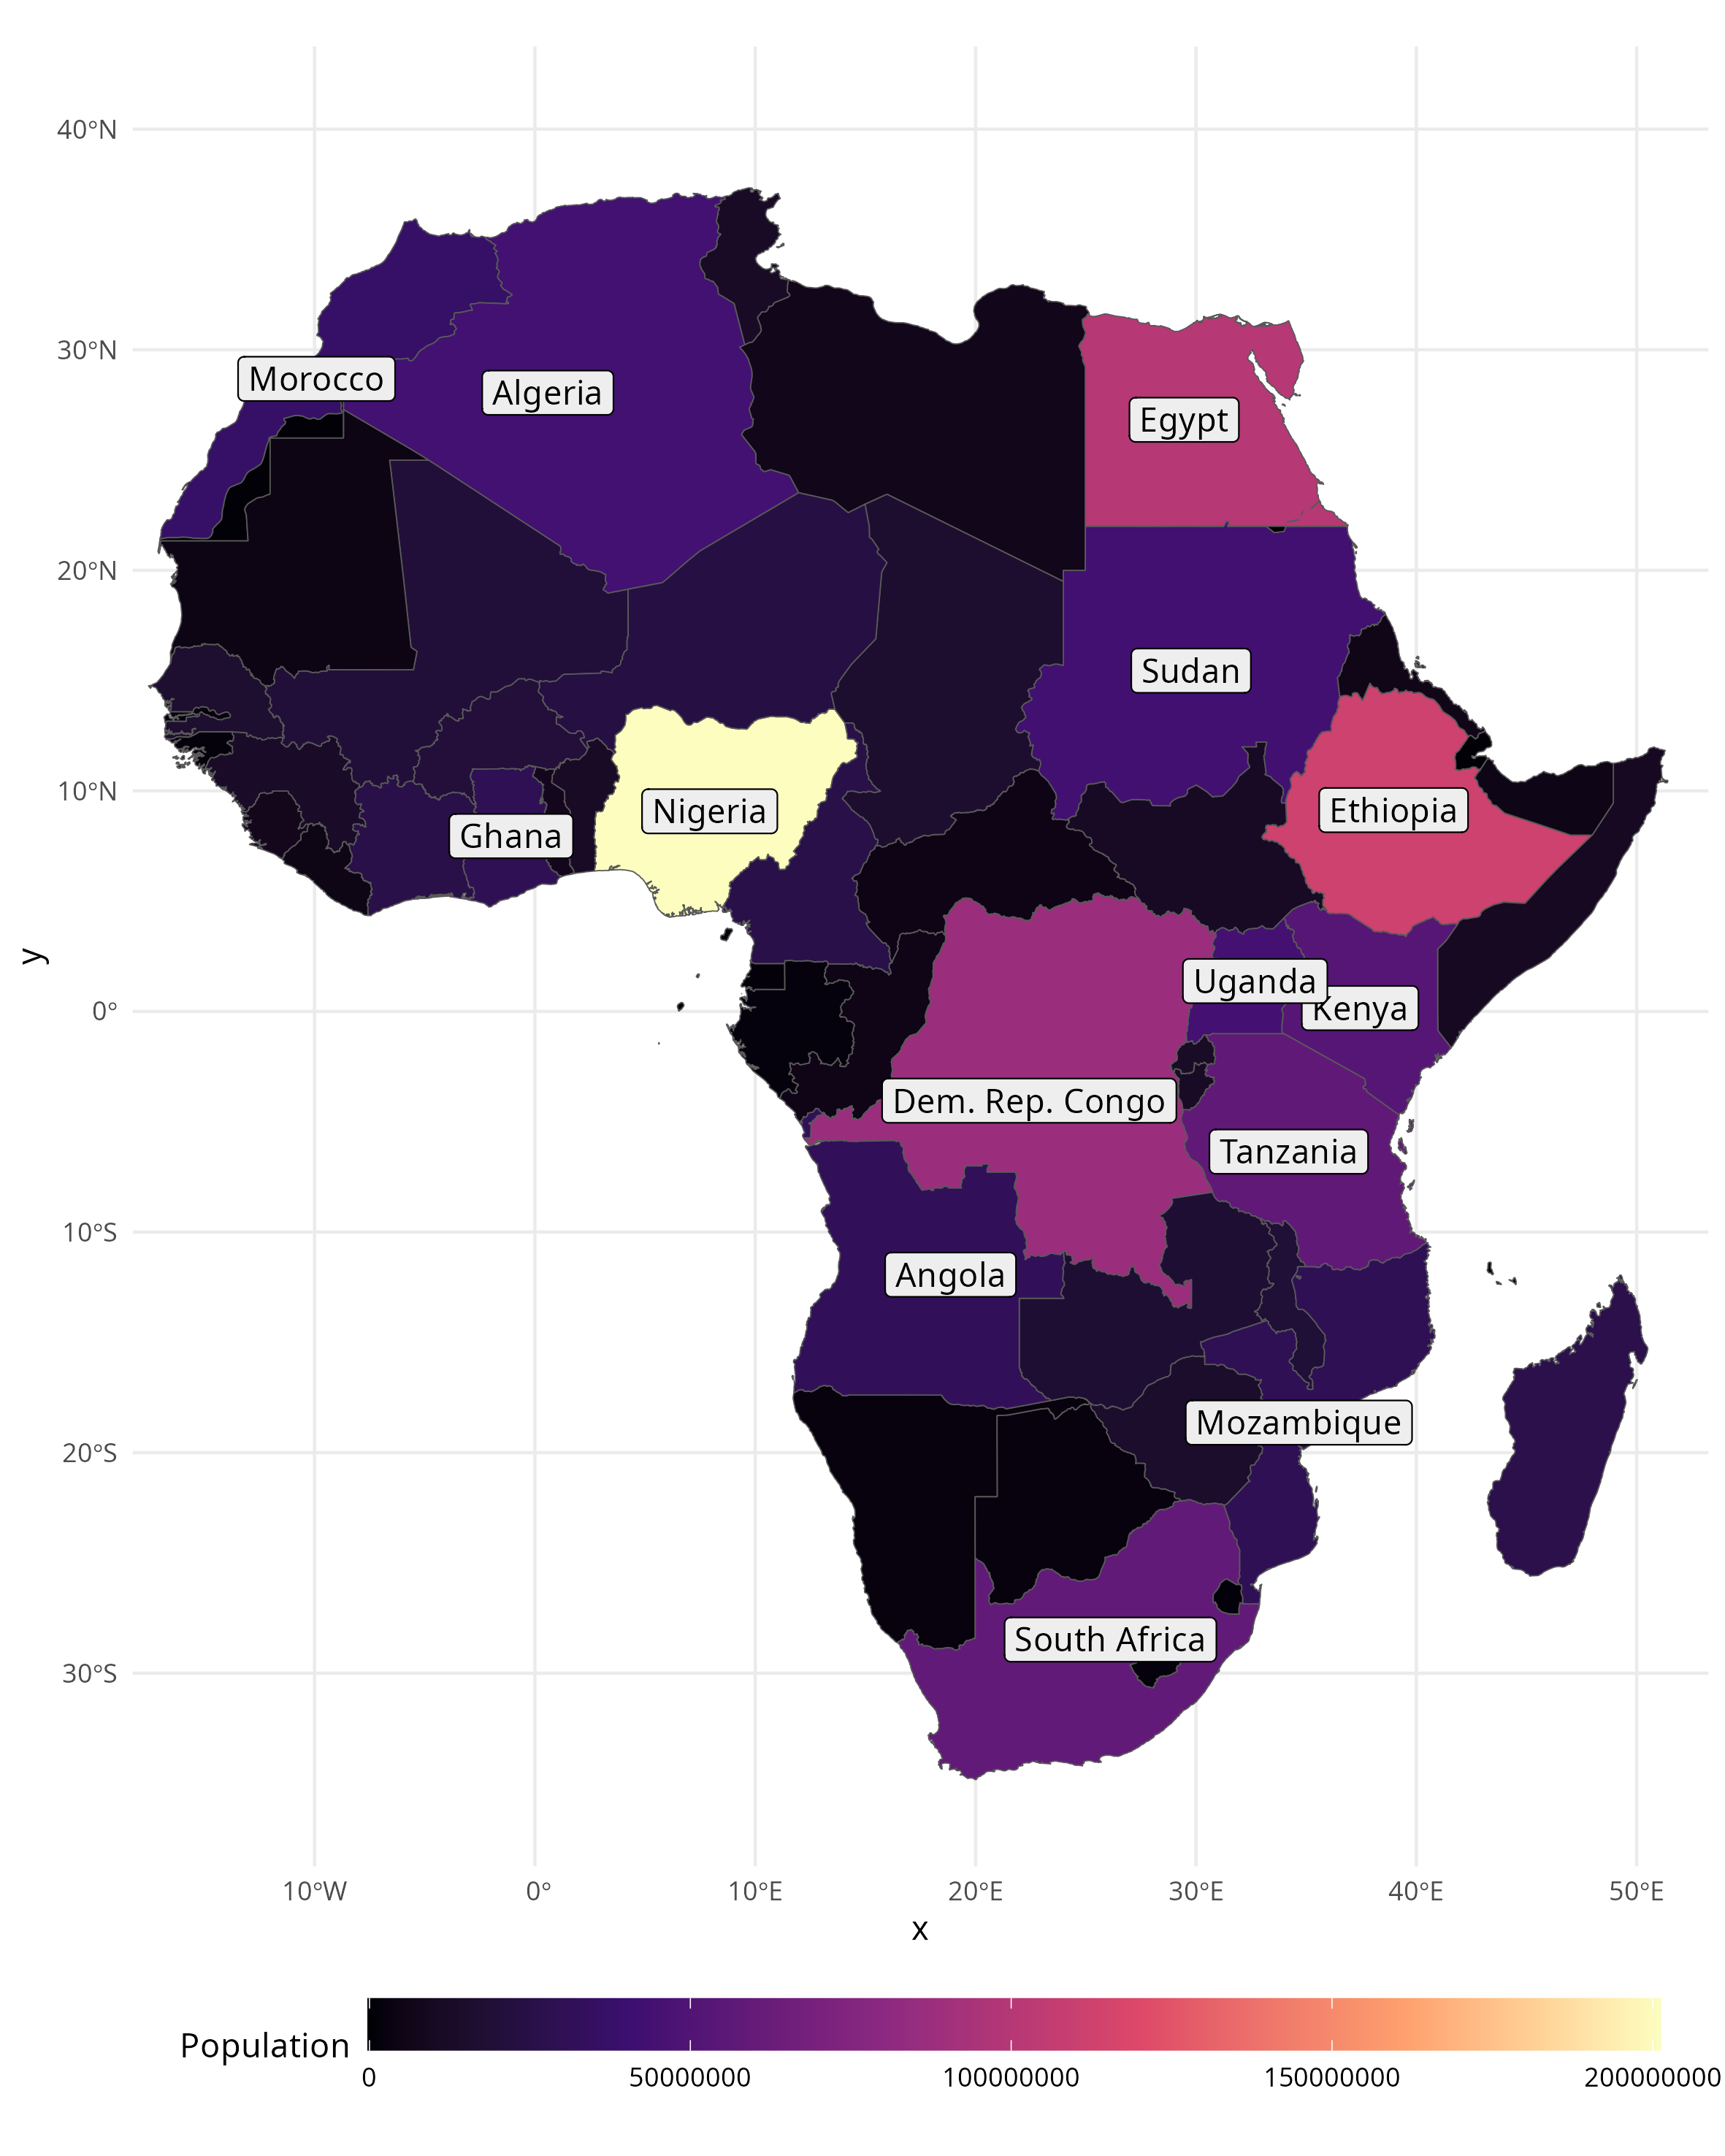 40°N
30°N
20°N
10°N
0°
10°S
20°S
30°S
y
Morocco
Algeria
Egypt
Sudan
Nigeria
Ethiopia
Ghana
Uganda
Kenya
Dem. Rep. Congo
Tanzania
Angola
Mozambique
South Africa
10°W 0° 10°E 20°E 30°E 40°E 50°E
x
Population
0 50000000 100000000 150000000 200000000